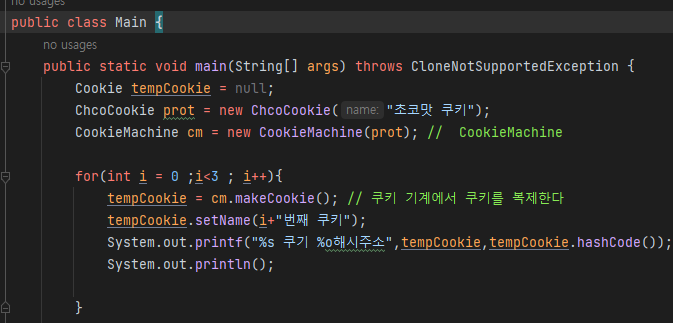 no usages
public class Main {
no usages
public static void main(String[] args) throws CloneNotSupportedException {
Cookie tempCookie = null;
ChcoCookie prot = new ChcoCookie( name: "초코맛 쿠키");
CookieMachine cm = new CookieMachine(prot); //  CookieMachine
for(int i = 0 ;i<3 ; i++){
tempCookie = cm.makeCookie(); // 쿠키 기계에서 쿠키를 복제한다
tempCookie.setName(i+"번째 쿠키");
System.out.printf("%s 쿠기 %o해시주소",tempCookie,tempCookie.hashCode());
System.out.println();
}